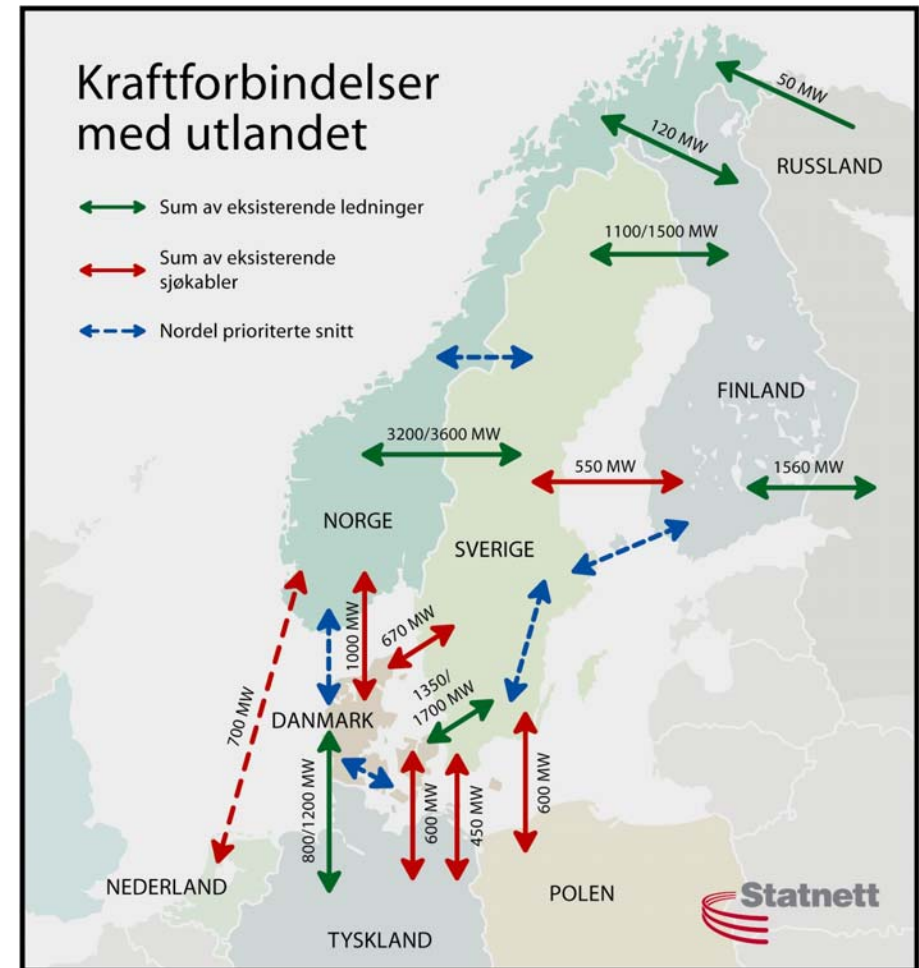 Kraftforbindelser
med utlandet
Sum av eksisterende ledninger
Sum av eksisterende
sjøkabler
Nordel prioriterte snitt
50 MW
120 MW
RUSSLAND
1100/1500 MW
FINLAND
3200/3600 MW
550 MW
1560 MW
NORGE
SVERIGE
1000 MW
670 MW
700 MW
1350/
1700 MW
DANMARK
800/1200 MW
600 MW
450 MW
600 MW
NEDERLAND
POLEN
Statnett
TYSKLAND